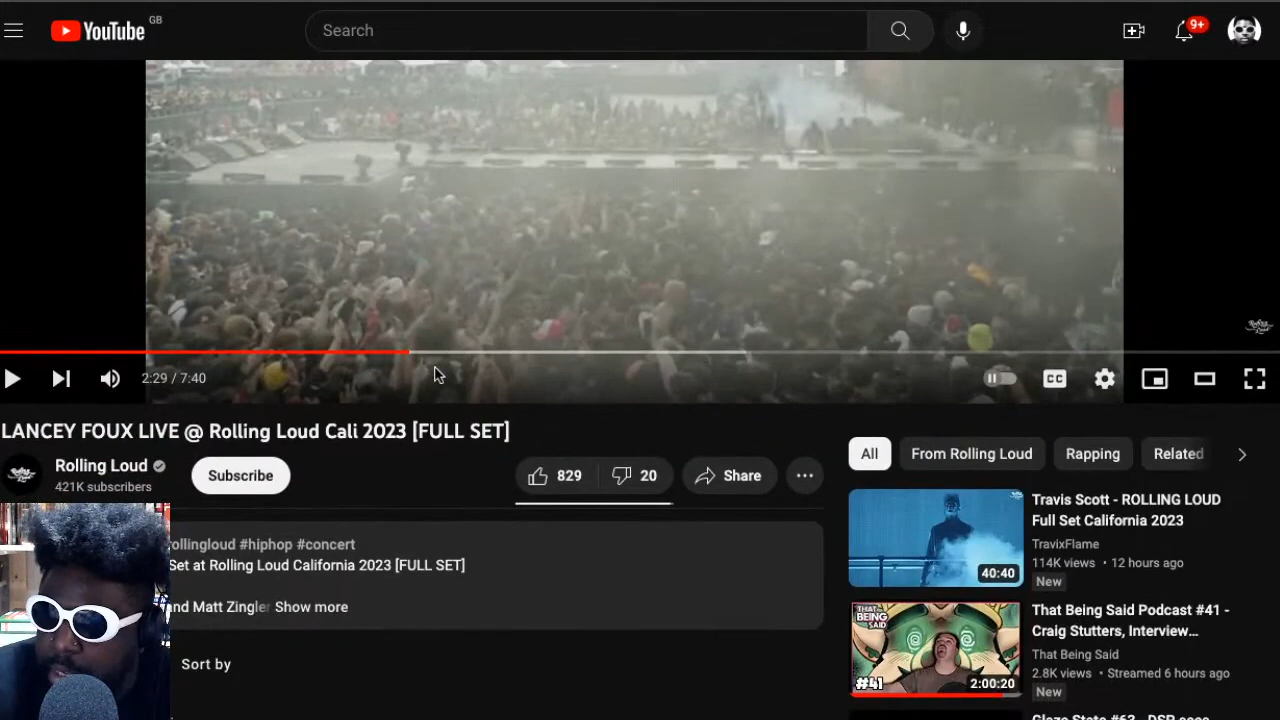 YouTube GB
Search
9+
Rolling Loud
2:29 / 7:40
CC
LANCEY FOUX LIVE @ Rolling Loud Cali 2023 [FULL SET]
Rolling Loud
421K subscribers
Subscribe
829
20
Share
ollingloud #hiphop #concert
Set at Rolling Loud California 2023 [FULL SET]
nd Matt Zingler Show more
Sort by
All
From Rolling Loud
Rapping
Related
40:40
Travis Scott - ROLLING LOUD
Full Set California 2023
TravixFlame
114K views • 12 hours ago
New
THAT BEING SAID
#41
2:00:20
That Being Said Podcast #41 -
Craig Stutters, Interview...
That Being Said
2.8K views • Streamed 6 hours ago
New